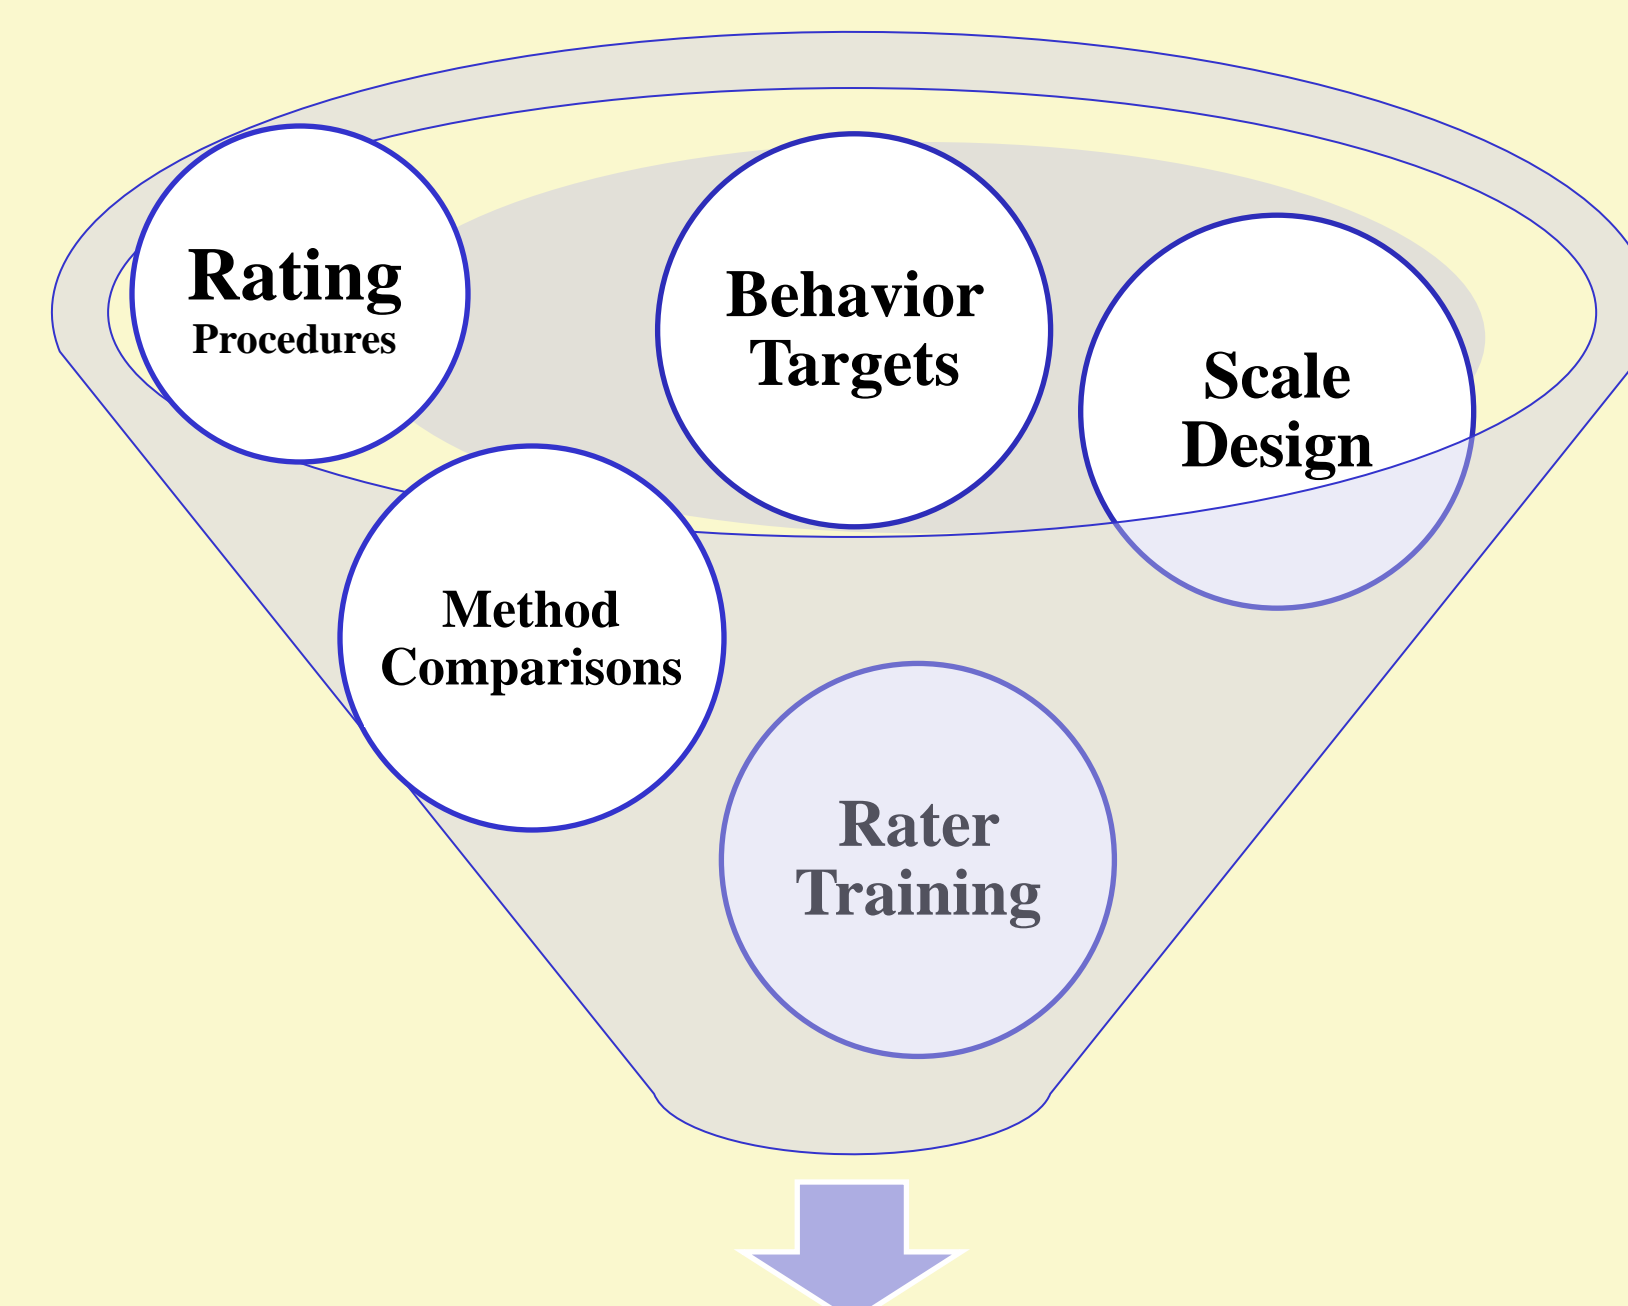 Rating
Procedures
Behavior
Targets
Scale
Design
Method
Comparisons
Rater
Training